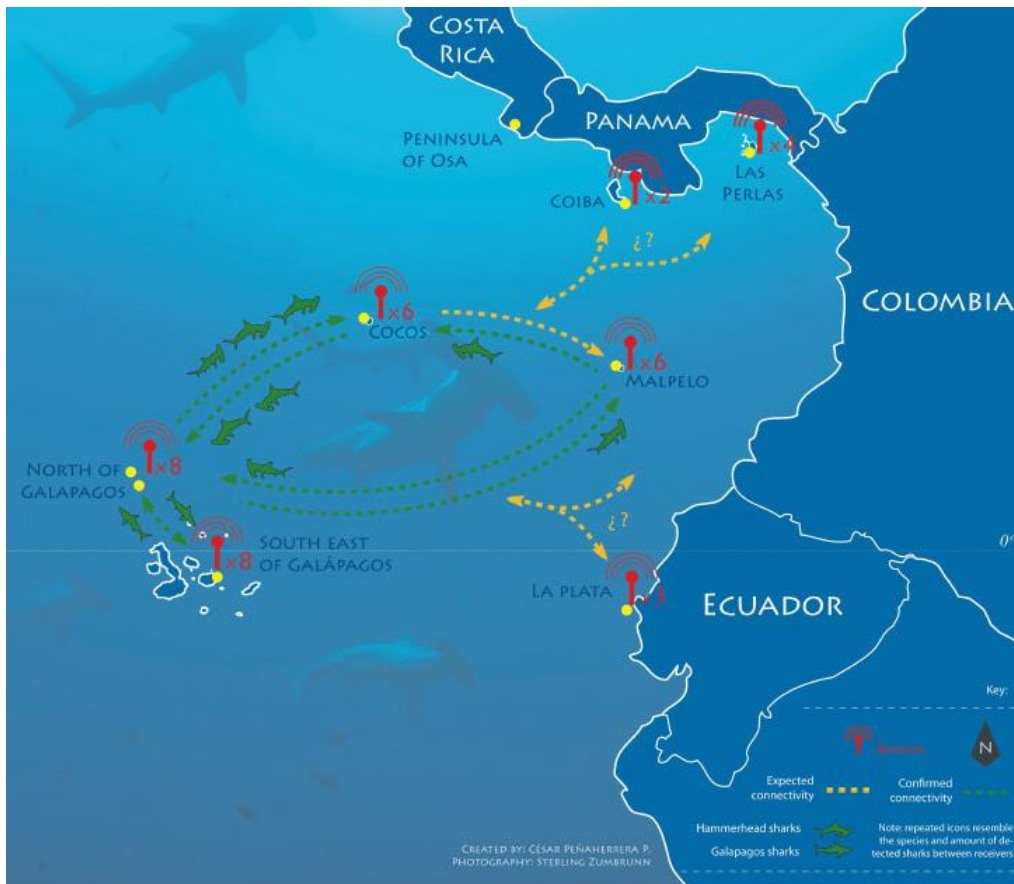 COSTA
RICA
PANAMA
PENINSULA
OF OSA
x4
LAS
PERLAS
COIBA
x2
¿?
COLOMBIA
x6
COCOS
x6
MALPELO
NORTH OF
GALAPAGOS
x8
x8
SOUTH EAST
OF GALÁPAGOS
¿?
0°
LA PLATA
x3
ECUADOR
Key:
N
Expected
connectivity
Confirmed
connectivity
Hammerhead sharks
Galapagos sharks
Note: repeated icons resemble
the species and amount of de-
tected sharks between receivers
CREATED BY: CÉSAR PEÑAHERRERA P.
PHOTOGRAPHY: STERLING ZUMBRUNN